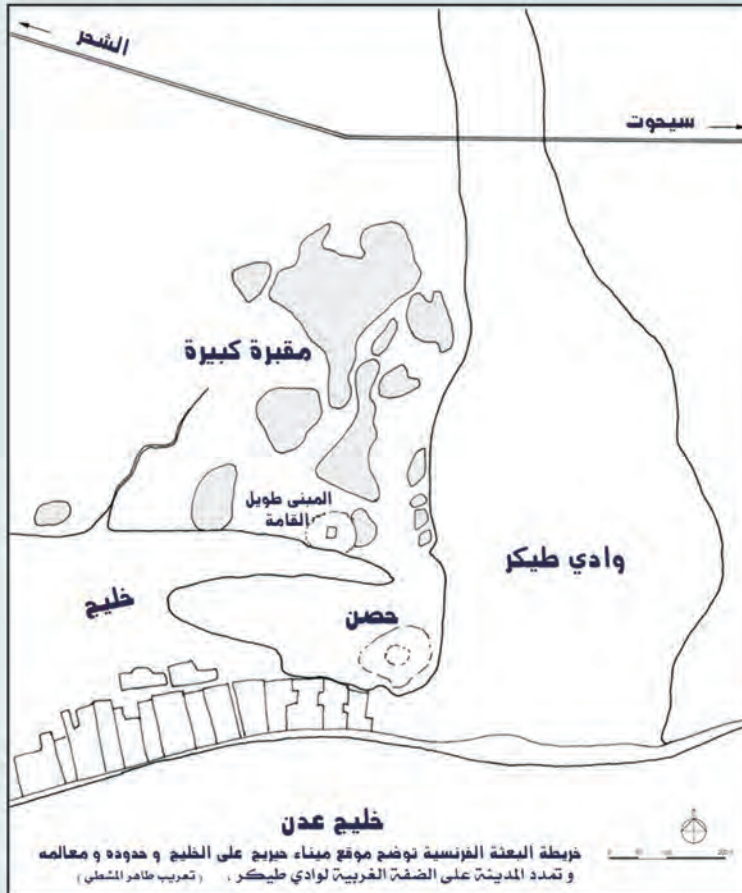 الشحر
سيحوت
مقبرة كبيرة
المبنى طويل
القامة
وادي طيكر
خليج
حصن
خليج عدن
خريطة البعثة الفرنسية توضح موقع ميناء حيريج على الخليج و حدوده و معالمه
و تمدد المدينة على الضفة الغربية لوادي طيكر ، (تعريب طاهر المشطي)